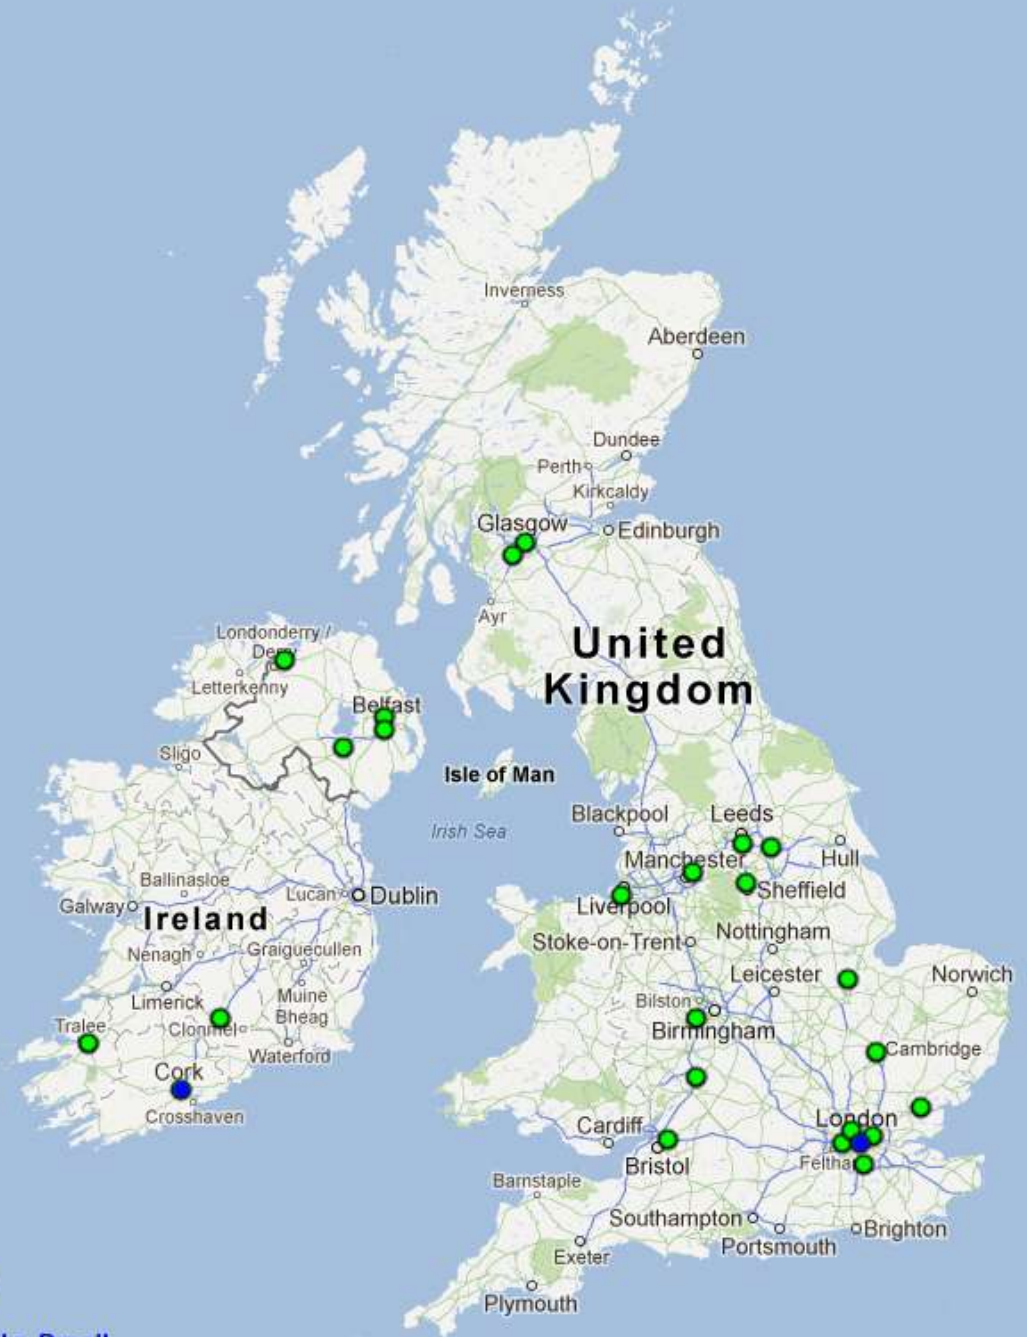 Inverness
Aberdeen
Dundee
Perth
Kirkcaldy
Glasgow
Edinburgh
Ayr
Londonderry /
Derry
Letterkenny
United
Kingdom
Belfast
Sligo
Isle of Man
Irish Sea
Blackpool
Leeds
Hull
Manchester
Sheffield
Liverpool
Ballinasloe
Galway
Lucan
Dublin
Ireland
Nenagh
Graiguecullen
Stoke-on-Trent
Nottingham
Leicester
Norwich
Limerick
Muine
Bheag
Bilston
Birmingham
Tralee
Clonmel
Waterford
Cambridge
Cork
Crosshaven
Cardiff
London
Bristol
Feltha
Barnstaple
Southampton
Portsmouth
Brighton
Exeter
Plymouth